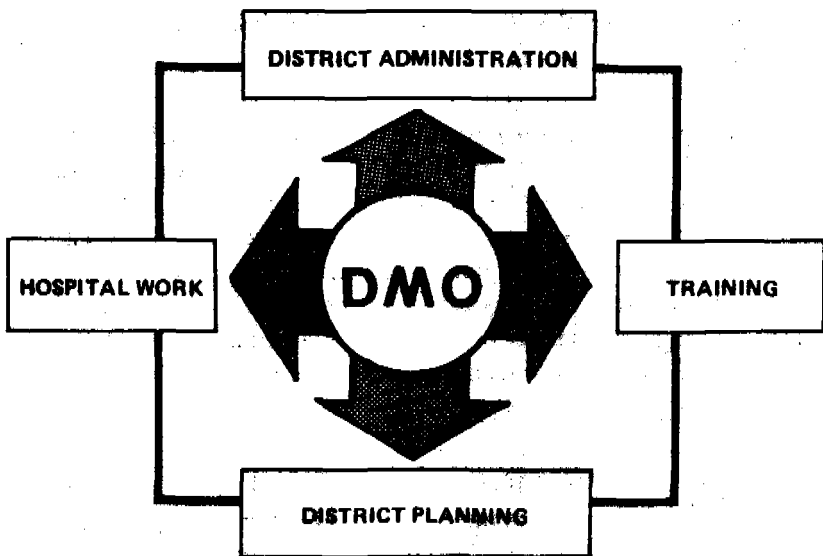 DISTRICT ADMINISTRATION
HOSPITAL WORK
DMO
TRAINING
DISTRICT PLANNING